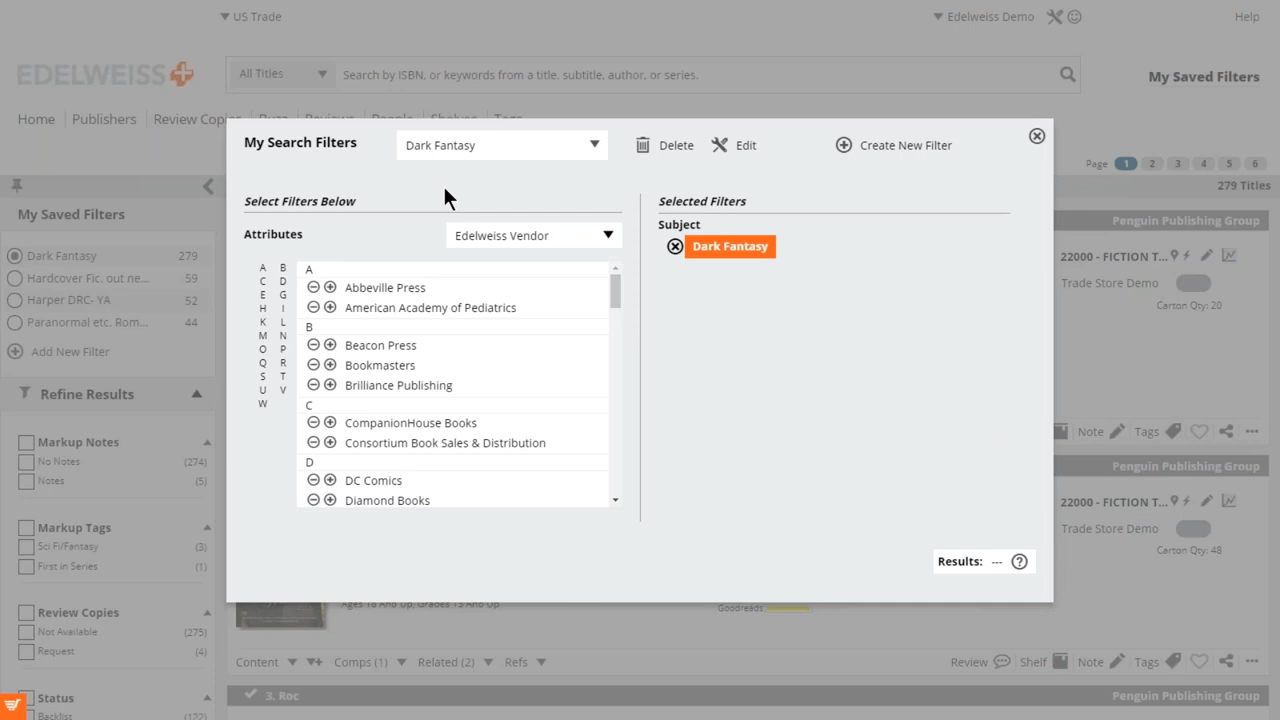 US Trade
Edelweiss Demo
Help
EDELWEISS
All Titles
Search by ISBN, or keywords from a title, subtitle, author, or series.
My Saved Filters
Home
Publishers
Review Copies
Buzz
Reviews
People
Shelves
Tags
Page 1 2 3 4 5 6
279 Titles
My Saved Filters
Dark Fantasy 279
Hardcover Fic. out ne... 59
Harper DRC- YA 52
Paranormal etc. Rom... 44
Add New Filter
Refine Results
Markup Notes
No Notes (274)
Notes (5)
Markup Tags
Sci Fi/Fantasy (3)
First in Series (1)
Review Copies
Not Available (275)
Request (4)
Status
Backlist (122)
My Search Filters
Dark Fantasy
Delete
Edit
Create New Filter
Select Filters Below
Attributes
Edelweiss Vendor
A B
C D
E G
H I
K L
M N
O P
Q R
S T
U V
W
A
Abbeville Press
American Academy of Pediatrics
B
Beacon Press
Bookmasters
Brilliance Publishing
C
CompanionHouse Books
Consortium Book Sales & Distribution
D
DC Comics
Diamond Books
Selected Filters
Subject
Dark Fantasy
Results: ---
Penguin Publishing Group
22000 - FICTION T...
Trade Store Demo
Carton Qty: 20
Note
Tags
Penguin Publishing Group
22000 - FICTION T...
Trade Store Demo
Carton Qty: 48
Ages 18 And Up, Grades 13 And Up
Goodreads
Content
Comps (1)
Related (2)
Refs
Review
Shelf
Note
Tags
3. Roc
Penguin Publishing Group